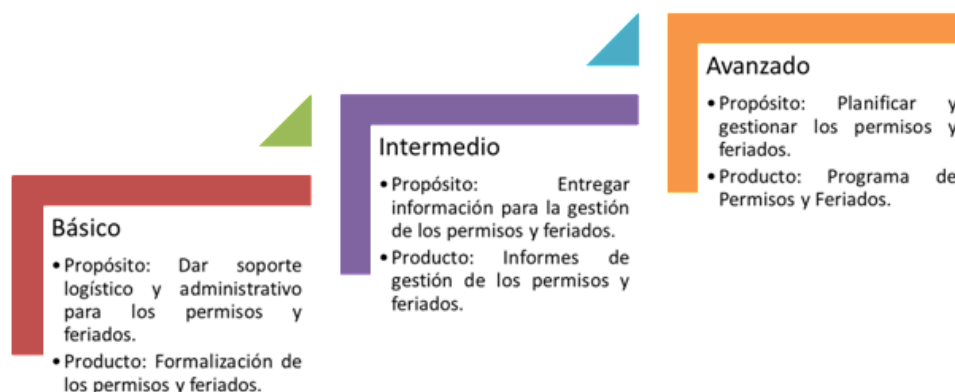 Básico
•Propósito: Dar soporte
logístico y administrativo
para los permisos y
feriados.
•Producto: Formalización de
los permisos y feriados.
Intermedio
•Propósito: Entregar
información para la gestión
de los permisos y feriados.
•Producto: Informes de
gestión de los permisos y
feriados.
Avanzado
•Propósito: Planificar y
gestionar los permisos y
feriados.
•Producto: Programa de
Permisos y Feriados.